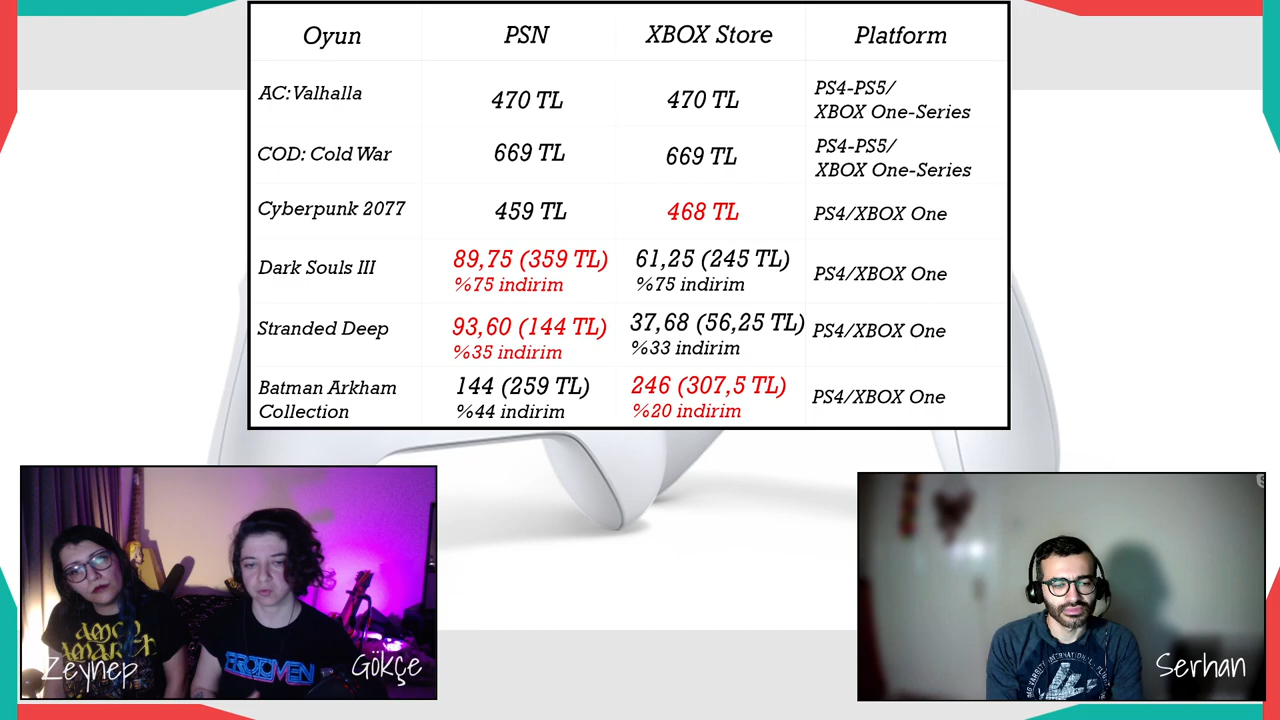 Oyun PSN XBOX Store Platform
AC:Valhalla 470 TL 470 TL PS4-PS5/
XBOX One-Series
COD: Cold War 669 TL 669 TL PS4-PS5/
XBOX One-Series
Cyberpunk 2077 459 TL 468 TL PS4/XBOX One
Dark Souls III 89,75 (359 TL) 61,25 (245 TL) PS4/XBOX One
%75 indirim %75 indirim
Stranded Deep 93,60 (144 TL) 37,68 (56,25 TL) PS4/XBOX One
%35 indirim %33 indirim
Batman Arkham 144 (259 TL) 246 (307,5 TL) PS4/XBOX One
Collection %44 indirim %20 indirim
Zeynep
PROTOMEN
Gökçe
Serhan